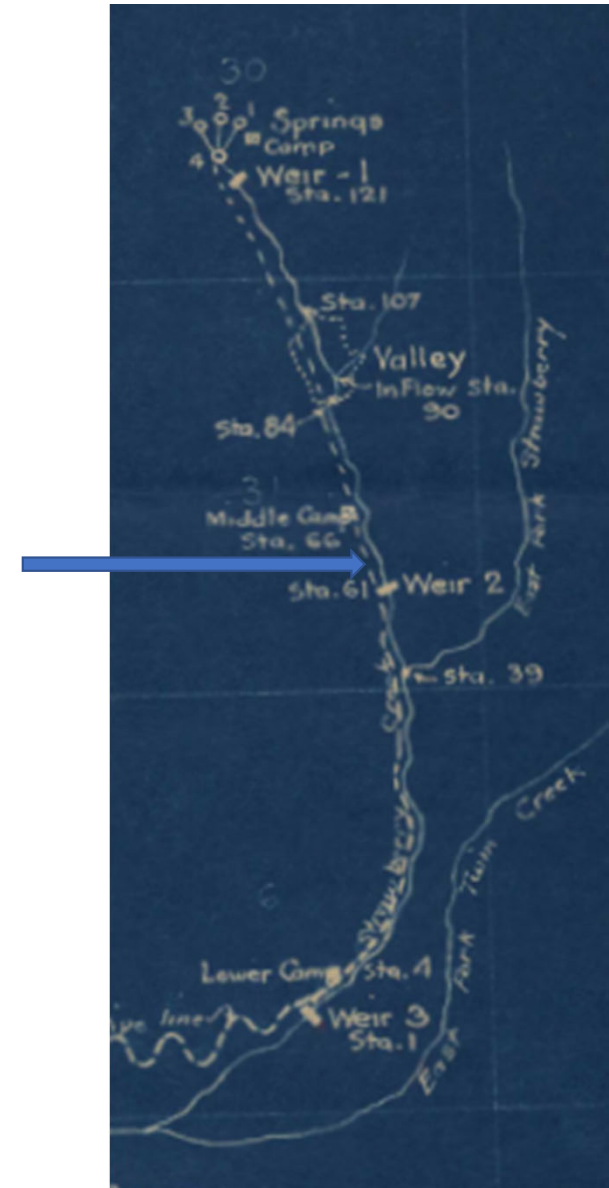 30
3 2 1 Springs
Camp
4
Weir - 1
Sta. 121
Sta. 107
Valley
InFlow Sta.
90
Sta. 84
East Fork Strawberry
31
Middle Camp
Sta. 66
Sta. 61 Weir 2
Sta. 39
Strawberry Creek
East Fork Twin Creek
6
Lower Camp Sta. 4
ipe line
Weir 3
Sta. 1